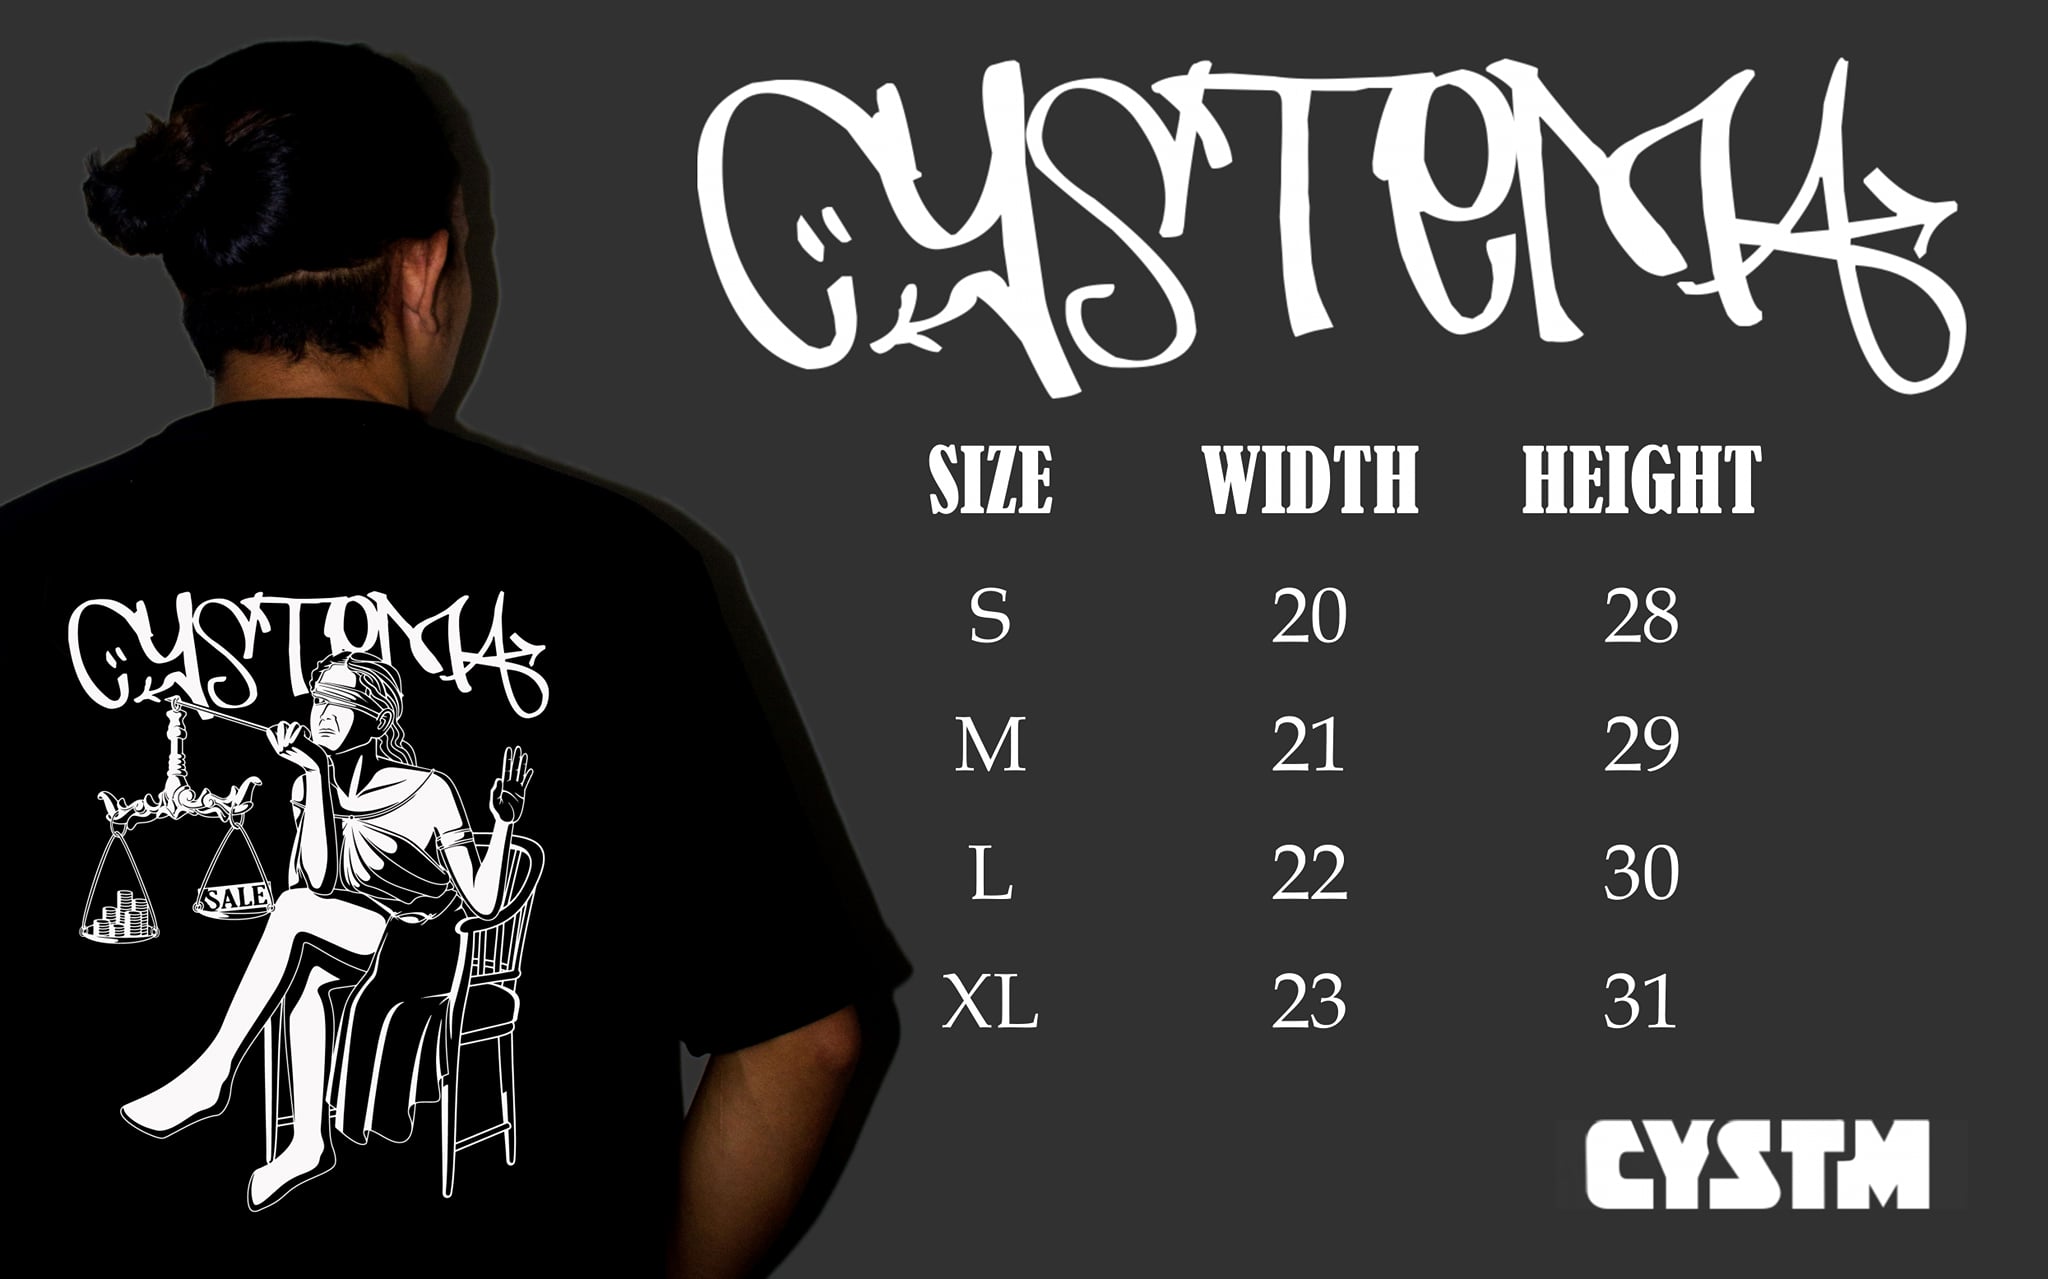 CYSTEMA
SIZE WIDTH HEIGHT
S 20 28
M 21 29
L 22 30
XL 23 31
CYSTM
CYSTEMA
SALE